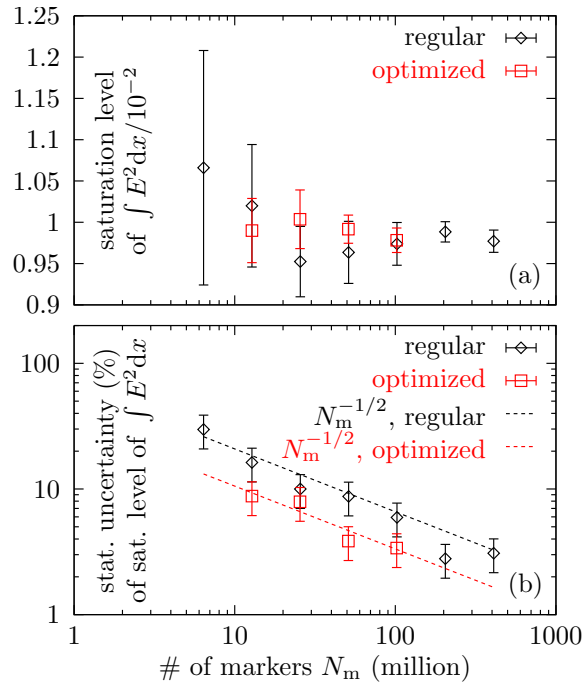 1.25
1.2
1.15
1.1
1.05
1
0.95
0.9
saturation level
of ∫ E²dx/10⁻²
regular
optimized
(a)
100
10
1
stat. uncertainty (%)
of sat. level of ∫ E²dx
regular
optimized
N_m^{-1/2}, regular
N_m^{-1/2}, optimized
(b)
1 10 100 1000
# of markers N_m (million)